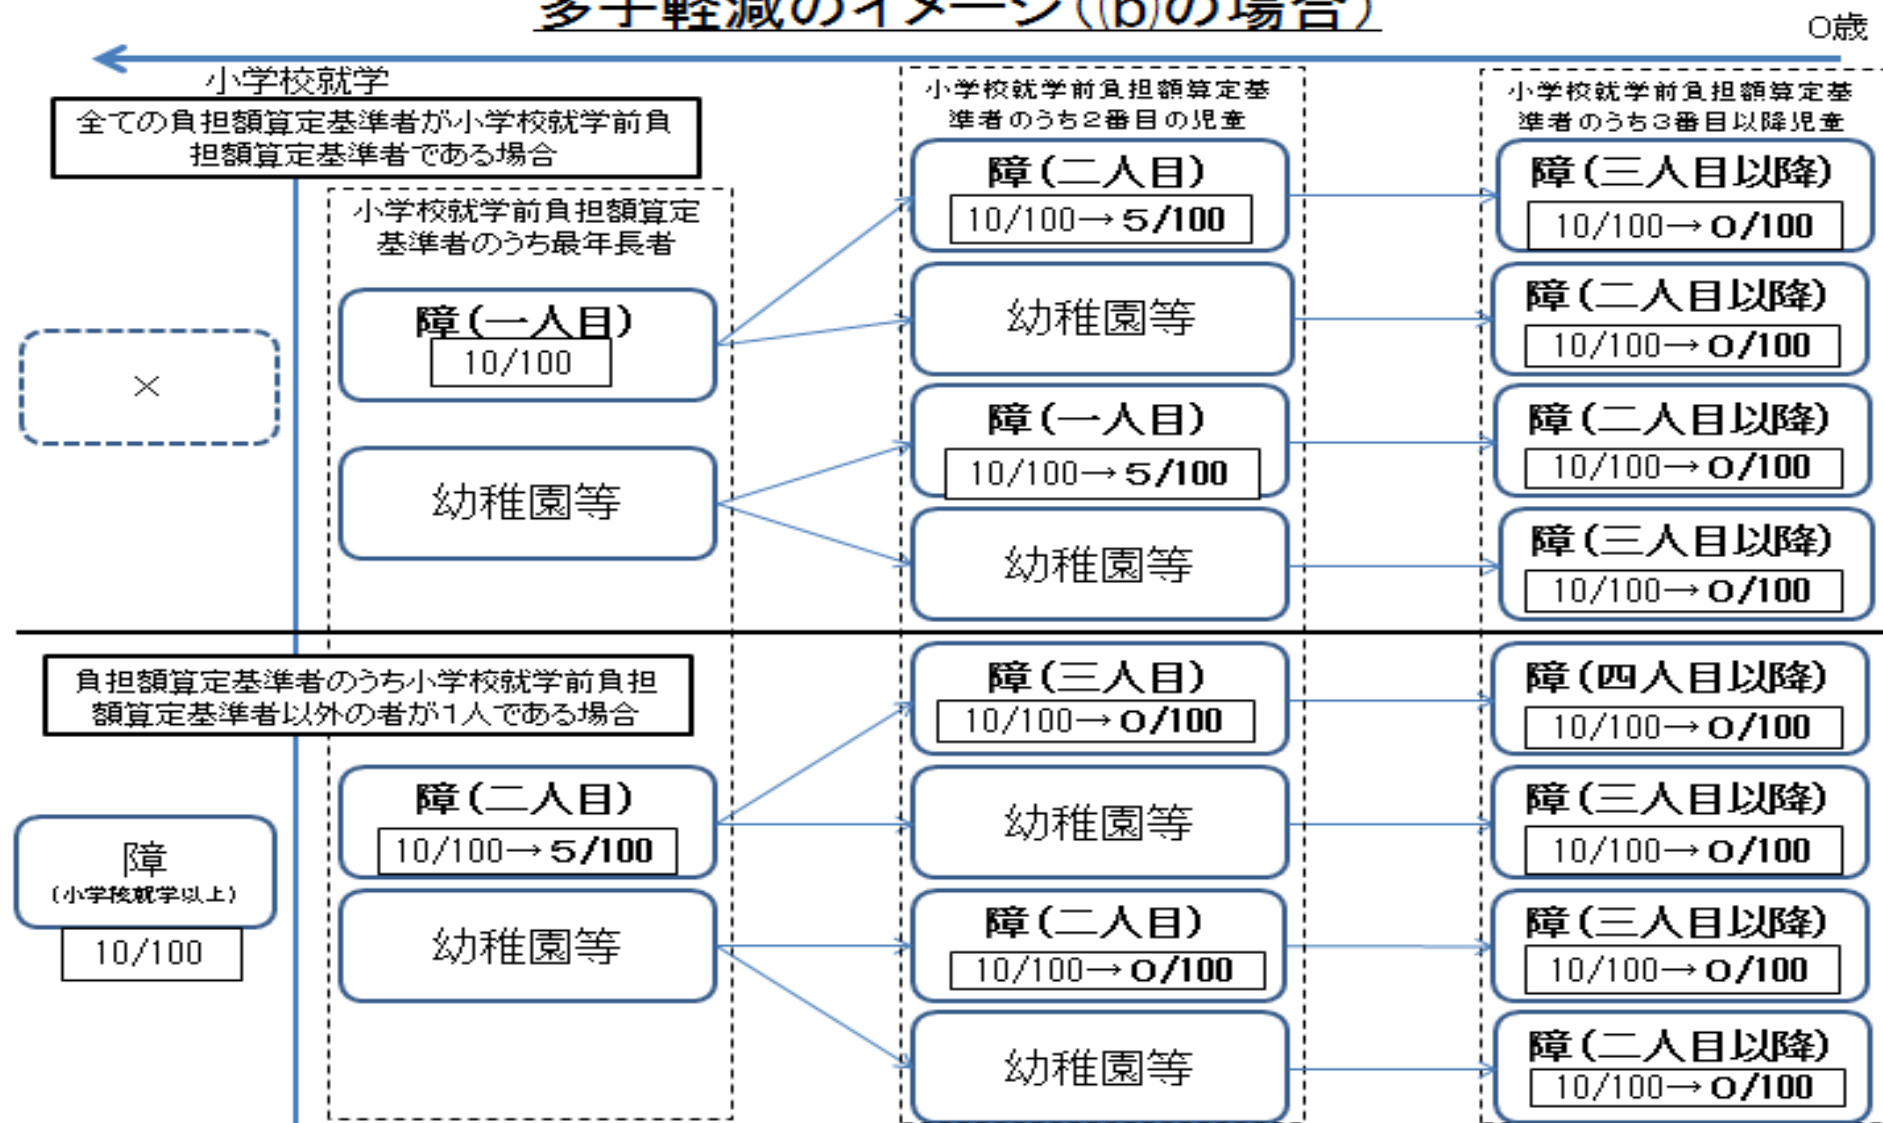 多子軽減のイメージ((b)の場合)
0歳
小学校就学
全ての負担額算定基準者が小学校就学前負
担額算定基準者である場合
小学校就学前負担額算定
基準者のうち最年長者
小学校就学前負担額算定基
準者のうち2番目の児童
小学校就学前負担額算定基
準者のうち3番目以降児童
×
障(一人目)
10/100
幼稚園等
障(二人目)
10/100→5/100
幼稚園等
障(一人目)
10/100→5/100
幼稚園等
障(三人目以降)
10/100→0/100
障(二人目以降)
10/100→0/100
障(二人目以降)
10/100→0/100
障(三人目以降)
10/100→0/100
負担額算定基準者のうち小学校就学前負担
額算定基準者以外の者が1人である場合
障
(小学校就学以上)
10/100
障(二人目)
10/100→5/100
幼稚園等
障(三人目)
10/100→0/100
幼稚園等
障(二人目)
10/100→0/100
幼稚園等
障(四人目以降)
10/100→0/100
障(三人目以降)
10/100→0/100
障(三人目以降)
10/100→0/100
障(二人目以降)
10/100→0/100